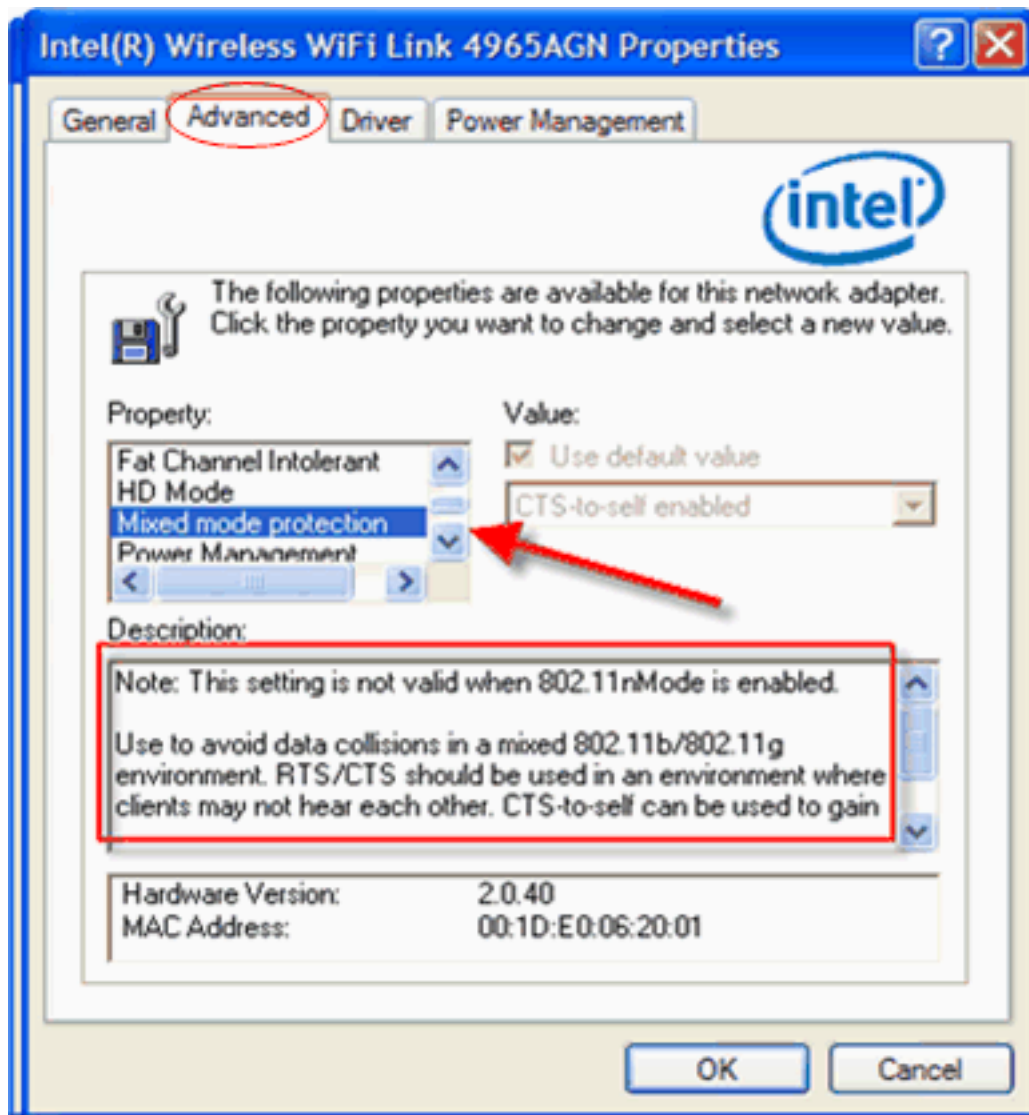 Intel(R) Wireless WiFi Link 4965AGN Properties
General Advanced Driver Power Management
intel
The following properties are available for this network adapter.
Click the property you want to change and select a new value.
Property:
Fat Channel Intolerant
HD Mode
Mixed mode protection
Power Management
Value:
Use default value
CTS-to-self enabled
Description:
Note: This setting is not valid when 802.11nMode is enabled.
Use to avoid data collisions in a mixed 802.11b/802.11g
environment. RTS/CTS should be used in an environment where
clients may not hear each other. CTS-to-self can be used to gain
Hardware Version: 2.0.40
MAC Address: 00:1D:E0:06:20:01
OK Cancel